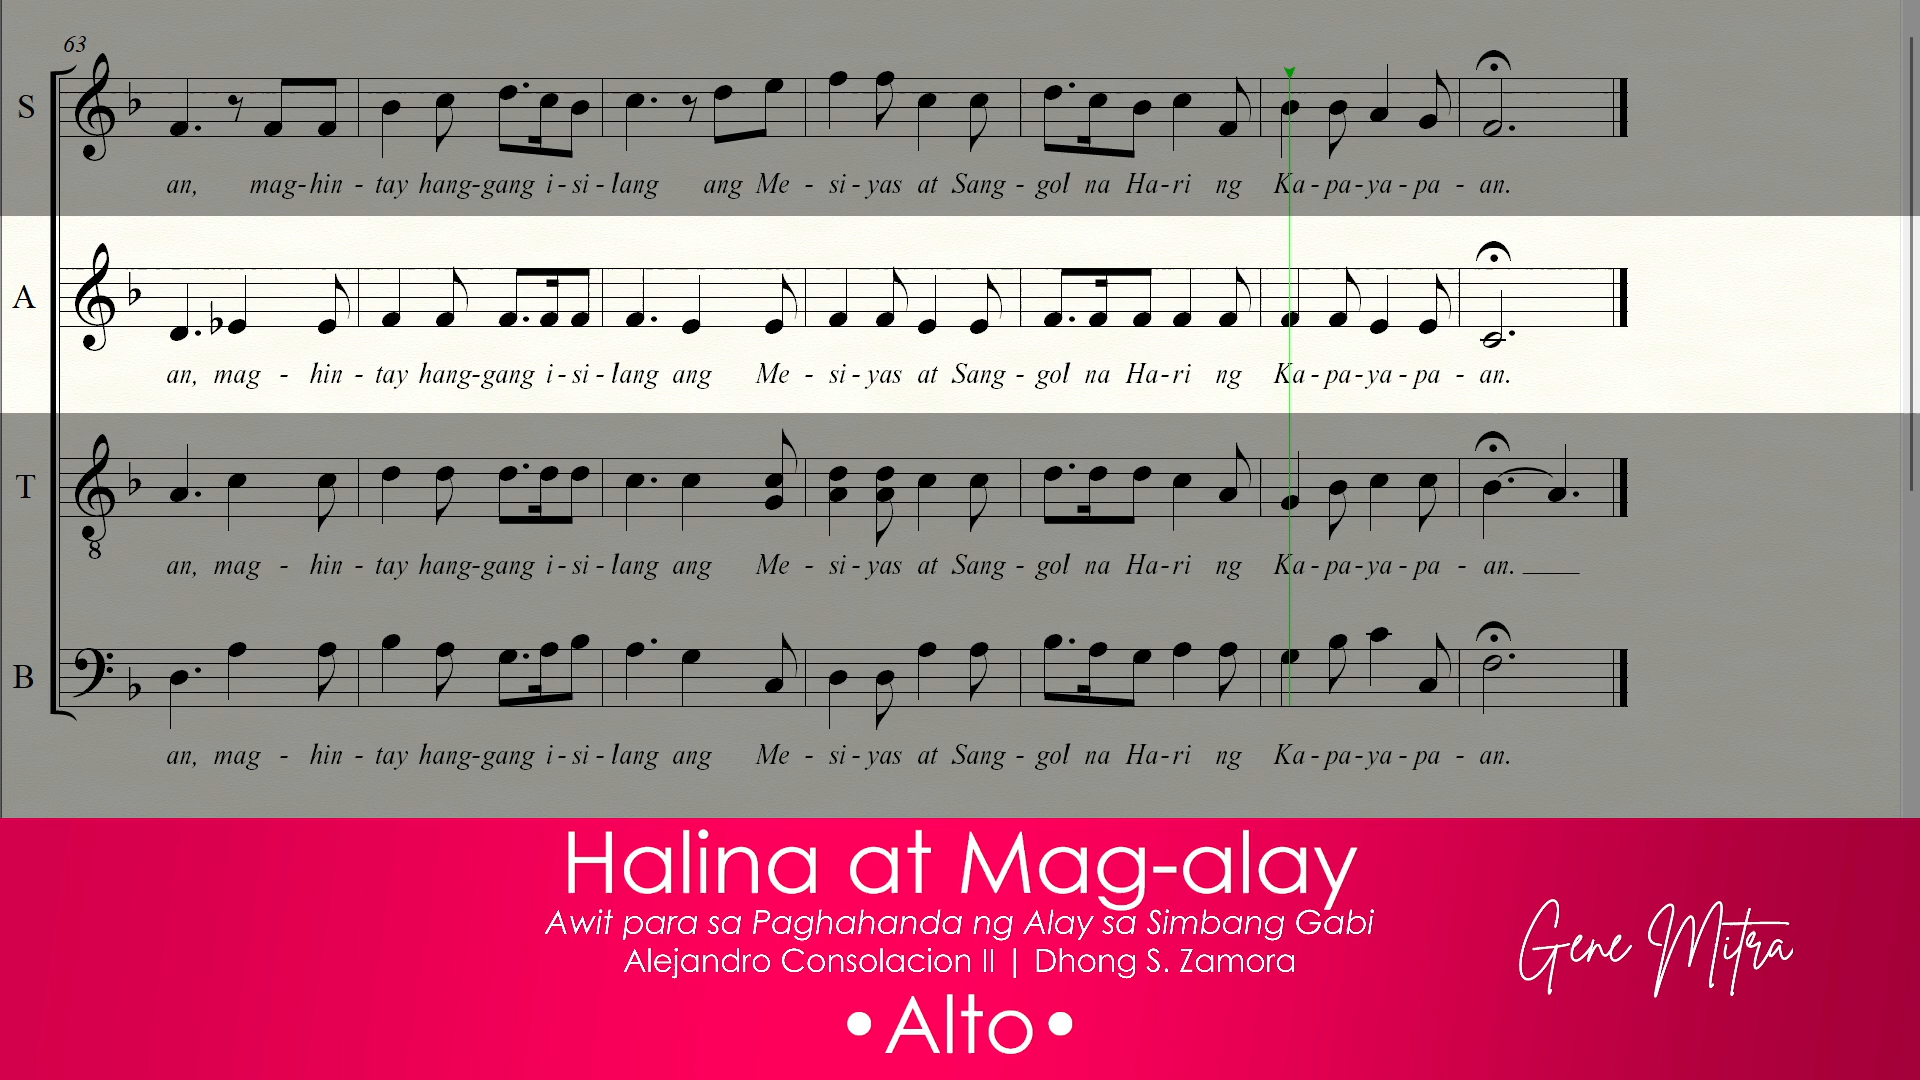 63
S
an, mag-hin - tay hang-gang i - si - lang ang Me - si - yas at Sang - gol na Ha - ri ng Ka - pa - ya - pa - an.
A
an, mag - hin - tay hang-gang i - si - lang ang Me - si - yas at Sang - gol na Ha - ri ng Ka - pa - ya - pa - an.
T
8
an, mag - hin - tay hang-gang i - si - lang ang Me - si - yas at Sang - gol na Ha - ri ng Ka - pa - ya - pa - an.
B
an, mag - hin - tay hang-gang i - si - lang ang Me - si - yas at Sang - gol na Ha - ri ng Ka - pa - ya - pa - an.
Halina at Mag-alay
Awit para sa Paghahanda ng Alay sa Simbang Gabi
Alejandro Consolacion II | Dhong S. Zamora
•Alto•
Gene Mitra